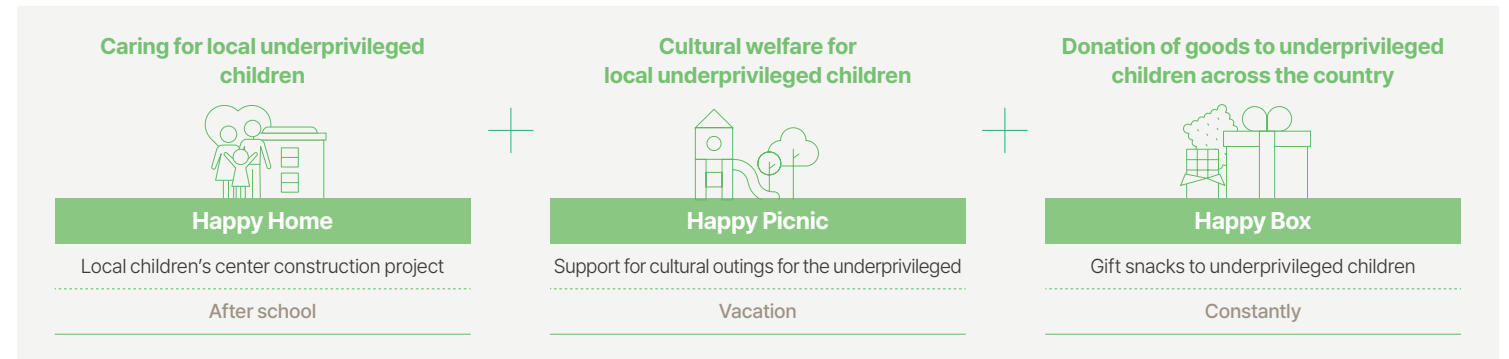 Caring for local underprivileged
children
Happy Home
Local children's center construction project
After school
Cultural welfare for
local underprivileged children
Happy Picnic
Support for cultural outings for the underprivileged
Vacation
Donation of goods to underprivileged
children across the country
Happy Box
Gift snacks to underprivileged children
Constantly